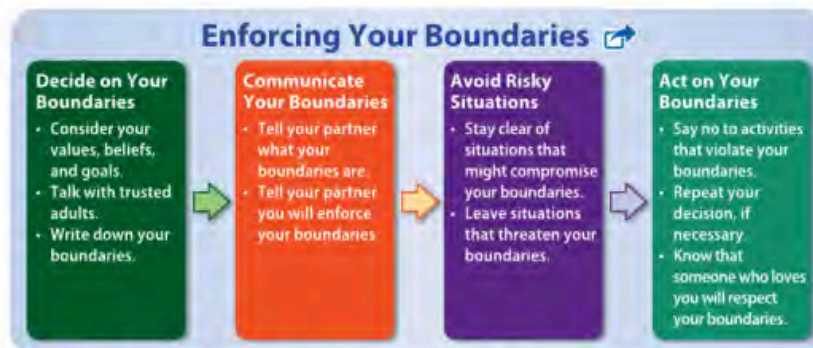 Enforcing Your Boundaries
Decide on Your
Boundaries
• Consider your
values, beliefs,
and goals.
• Talk with trusted
adults.
• Write down your
boundaries.
Communicate
Your Boundaries
• Tell your partner
what your
boundaries are.
• Tell your partner
you will enforce
your boundaries
Avoid Risky
Situations
• Stay clear of
situations that
might compromise
your boundaries.
• Leave situations
that threaten your
boundaries.
Act on Your
Boundaries
• Say no to activities
that violate your
boundaries.
• Repeat your
decision, if
necessary.
• Know that
someone who loves
you will respect
your boundaries.